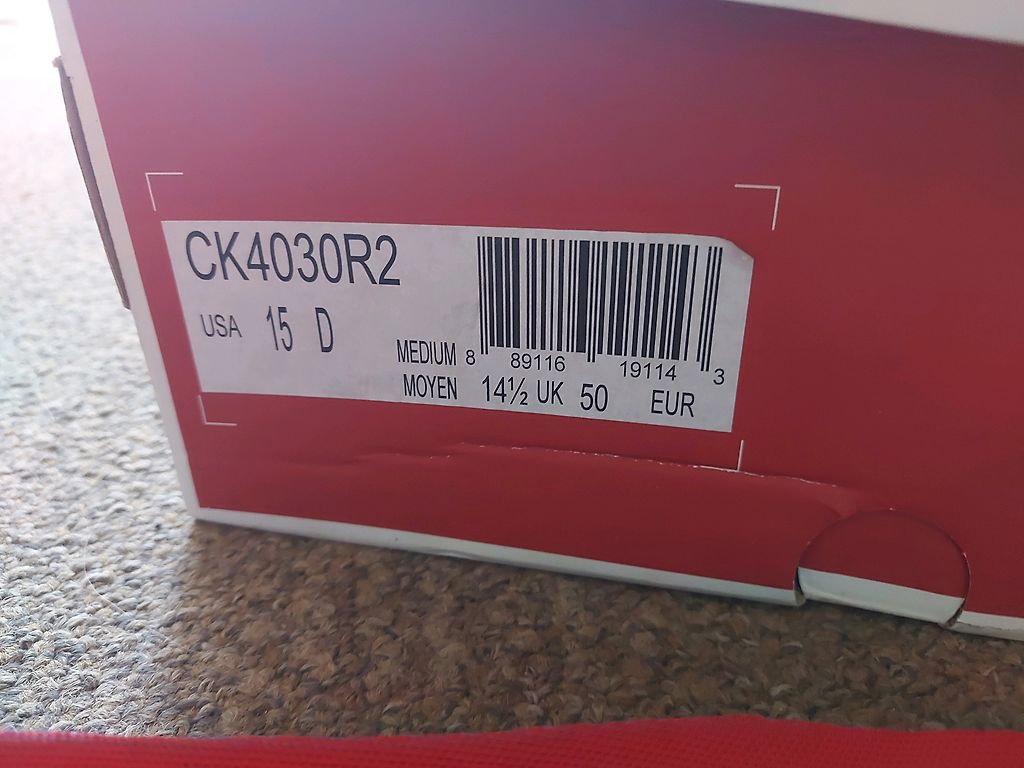 CK4030R2
USA 15 D
MEDIUM 8 89116 19114 3
MOYEN 14½ UK 50 EUR